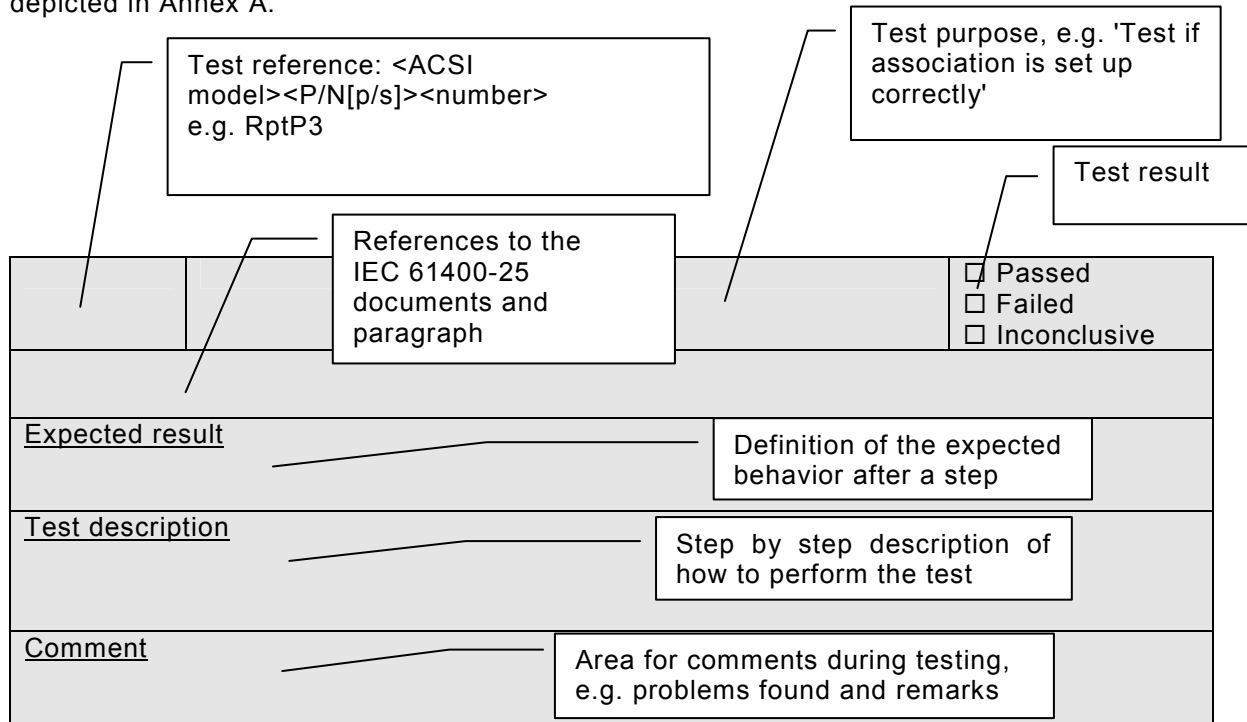 depicted in Annex A.
Test reference: <ACSI
model><P/N[p/s]><number>
e.g. RptP3
Test purpose, e.g. 'Test if
association is set up
correctly'
Test result
References to the
IEC 61400-25
documents and
paragraph
☐ Passed
☐ Failed
☐ Inconclusive
Expected result
Definition of the expected
behavior after a step
Test description
Step by step description of
how to perform the test
Comment
Area for comments during testing,
e.g. problems found and remarks